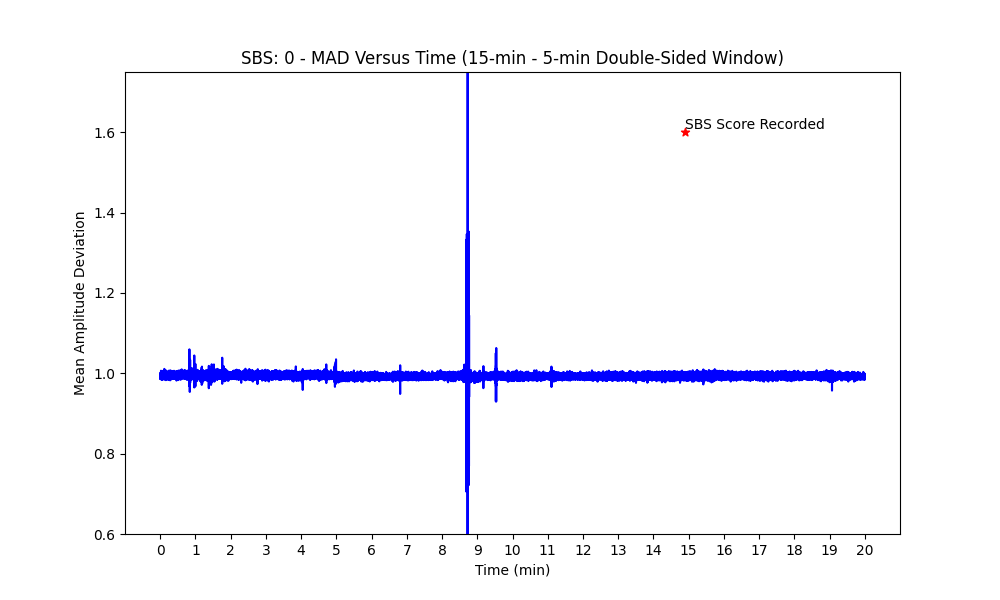 SBS: 0 - MAD Versus Time (15-min - 5-min Double-Sided Window)
SBS Score Recorded
Mean Amplitude Deviation
1.6
1.4
1.2
1.0
0.8
0.6
0 1 2 3 4 5 6 7 8 9 10 11 12 13 14 15 16 17 18 19 20
Time (min)